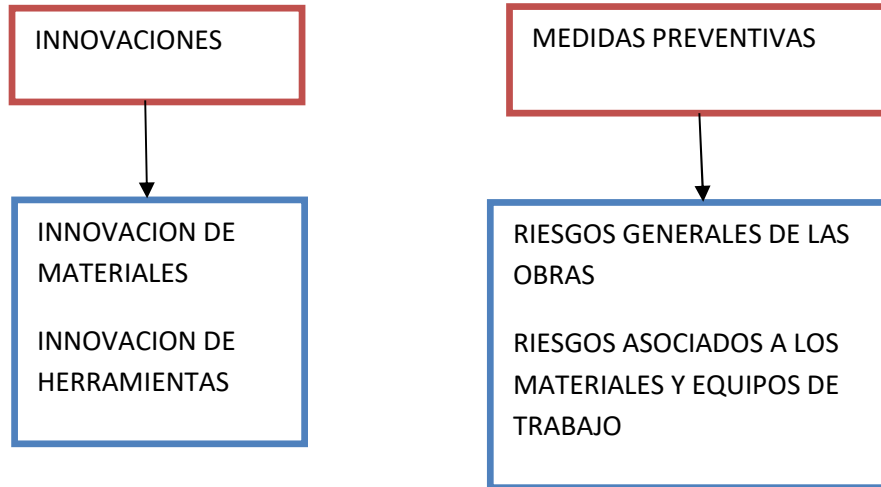 INNOVACIONES
INNOVACION DE
MATERIALES
INNOVACION DE
HERRAMIENTAS
MEDIDAS PREVENTIVAS
RIESGOS GENERALES DE LAS
OBRAS
RIESGOS ASOCIADOS A LOS
MATERIALES Y EQUIPOS DE
TRABAJO